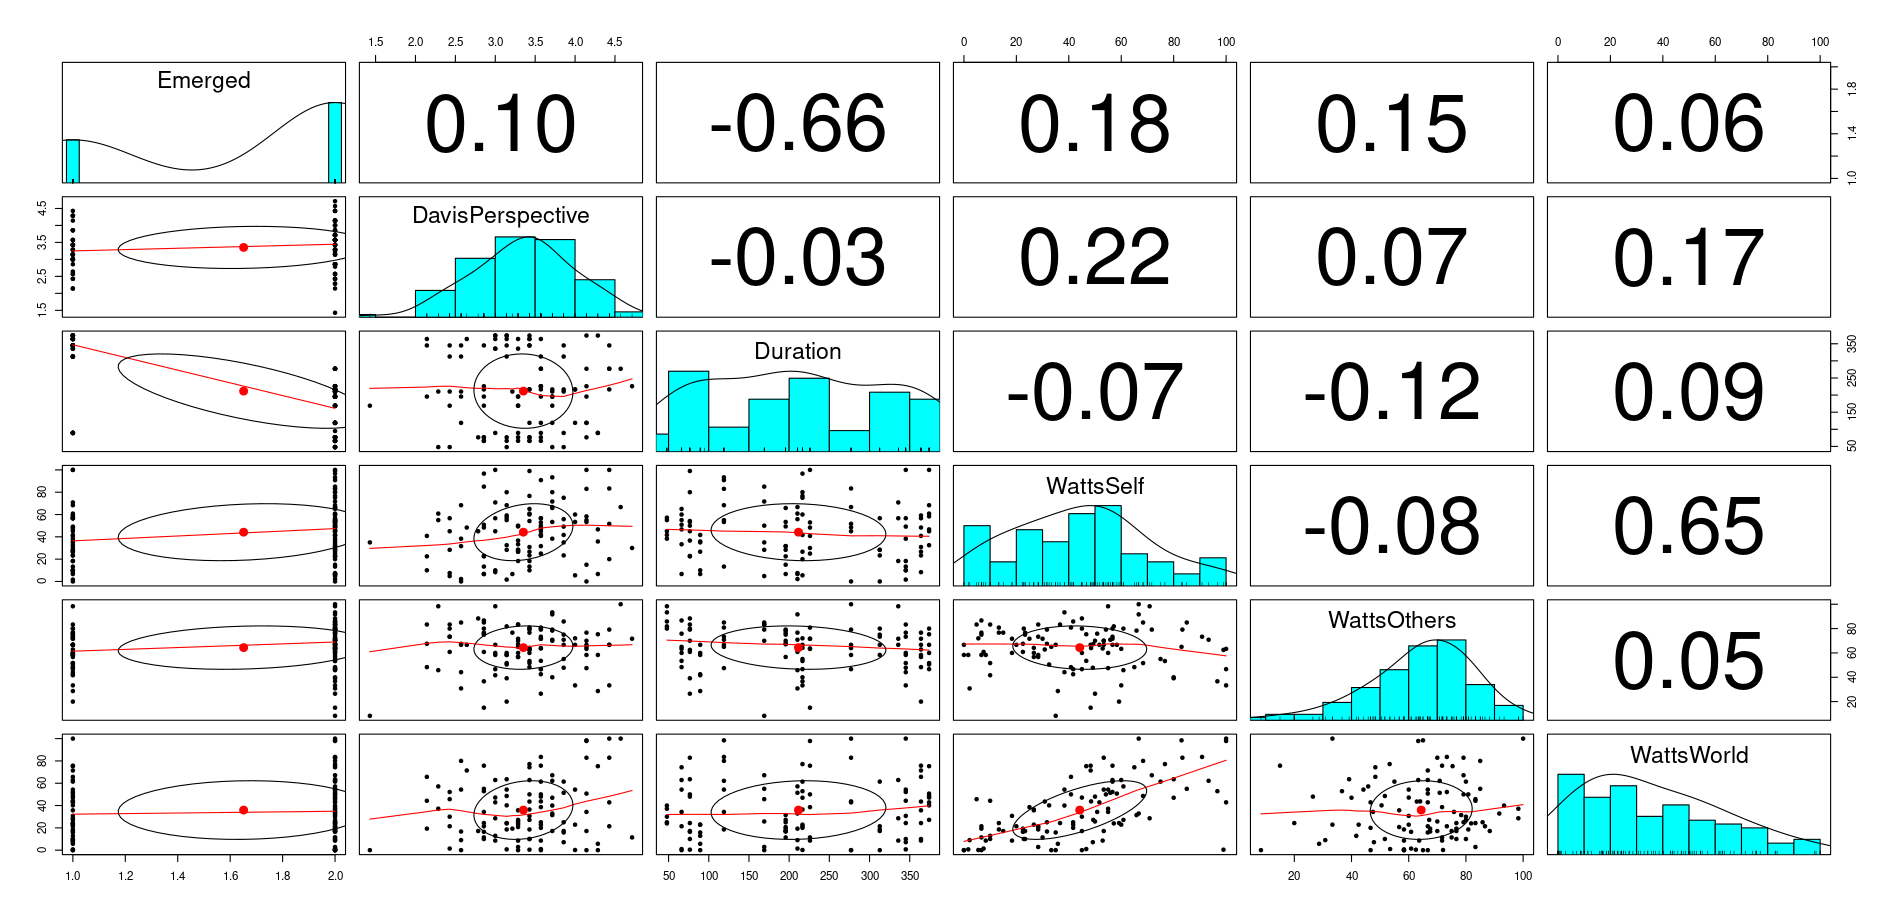 1.5 2.0 2.5 3.0 3.5 4.0 4.5 0 20 40 60 80 100 0 20 40 60 80 100
Emerged 0.10 -0.66 0.18 0.15 0.06 1.0 1.4 1.8
1.5 2.5 3.5 4.5 DavisPerspective -0.03 0.22 0.07 0.17
Duration -0.07 -0.12 0.09 50 150 250 350
0 20 40 60 80 WattsSelf -0.08 0.65
WattsOthers 0.05 20 40 60 80
0 20 40 60 80 WattsWorld
1.0 1.2 1.4 1.6 1.8 2.0 50 100 150 200 250 300 350 20 40 60 80 100